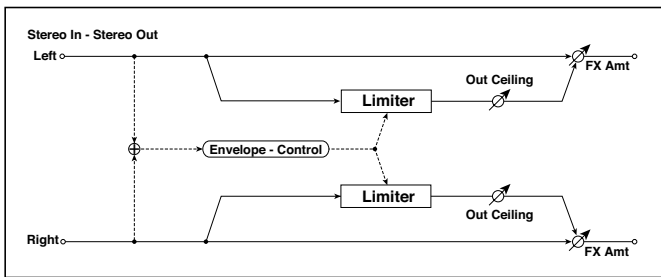 Stereo In - Stereo Out
Left
FX Amt
Out Ceiling
Limiter
Envelope - Control
Limiter
Out Ceiling
Right
FX Amt